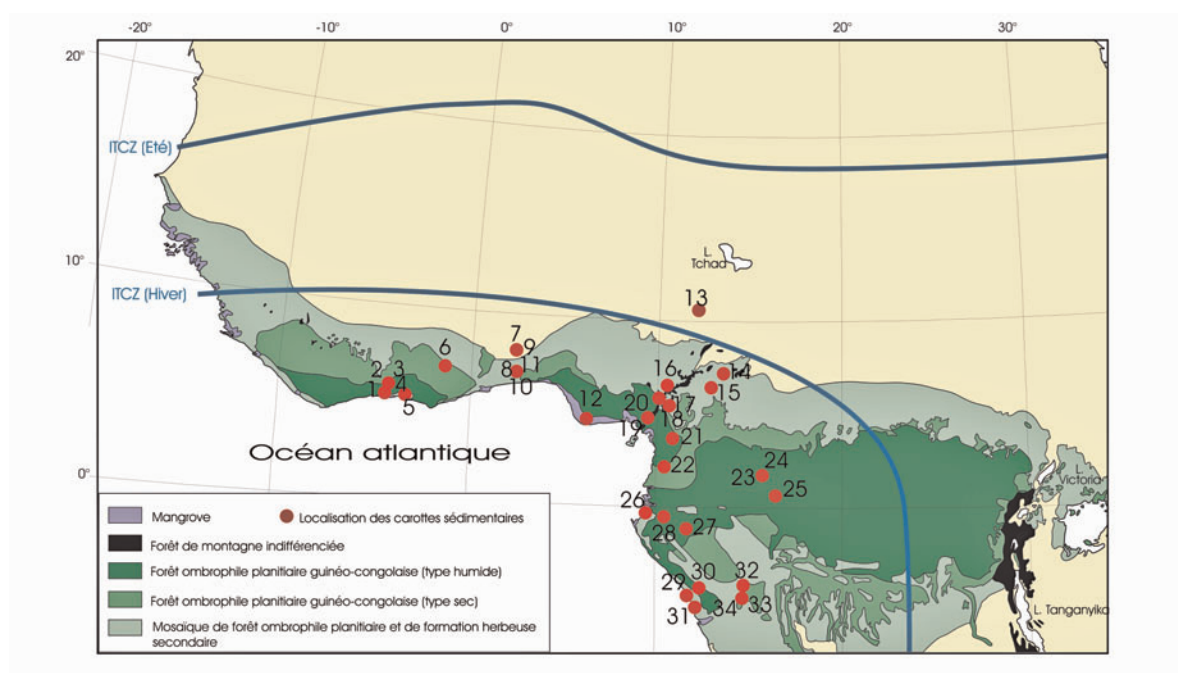 -20° -10° 0° 10° 20° 30°
20°
ITCZ (Eté)
10°
L.
Tchad
ITCZ (Hiver)
13
7
9
6
8 11
10
2 3
1 4
5
16
14
15
12
20 17
18
19
21
Océan atlantique
22
24
23
25
0°
L.
Victoria
26
27
28
Mangrove
Localisation des carottes sédimentaires
Forêt de montagne indifférenciée
Forêt ombrophile planitiaire guinéo-congolaise (type humide)
30 32
29
Forêt ombrophile planitiaire guinéo-congolaise (type sec)
34 33
31
L. Tanganyika
Mosaïque de forêt ombrophile planitiaire et de formation herbeuse
secondaire